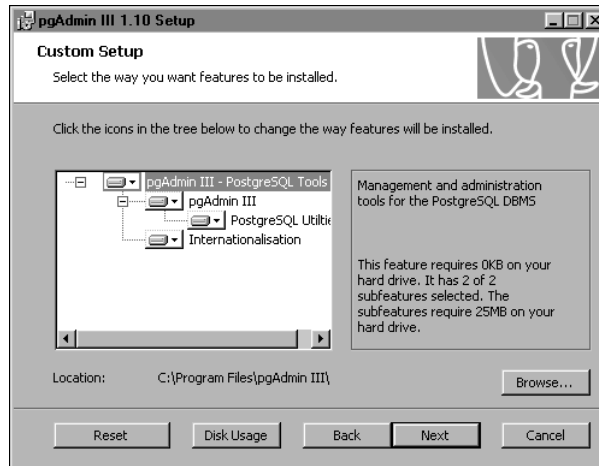 pgAdmin III 1.10 Setup
Custom Setup
Select the way you want features to be installed.
Click the icons in the tree below to change the way features will be installed.
pgAdmin III - PostgreSQL Tools
pgAdmin III
PostgreSQL Utilitie
Internationalisation
Management and administration
tools for the PostgreSQL DBMS
This feature requires 0KB on your
hard drive. It has 2 of 2
subfeatures selected. The
subfeatures require 25MB on your
hard drive.
Location: C:\Program Files\pgAdmin III\
Browse...
Reset Disk Usage Back Next Cancel